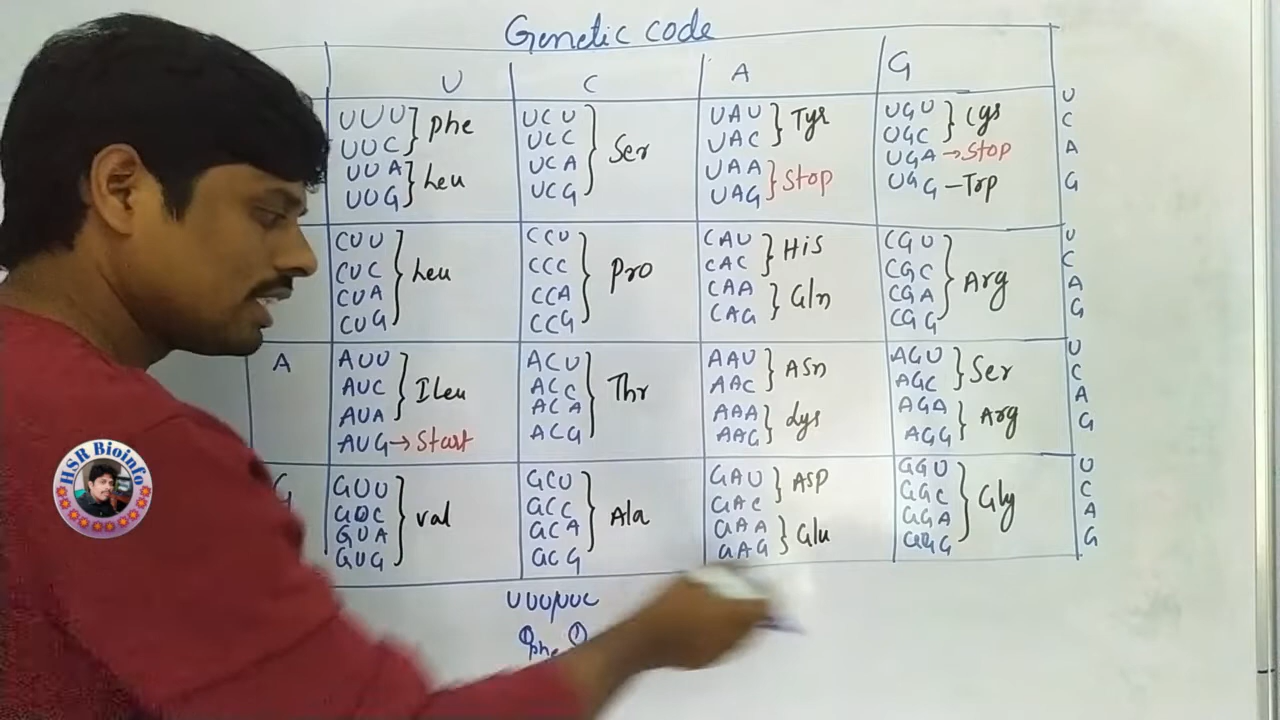 Genetic code
U C A G
UUU UCU UAU UGU U
UUC Phe UCC UAC Tyr UGC Cys C
UUA UCA Ser UAA UGA → Stop A
UUG Leu UCG UAG Stop UGG – Trp G
CUU CCU CAU CGU U
CUC CCC CAC His CGC C
CUA Leu CCA Pro CAA CGA Arg A
CUG CCG CAG Gln CGG G
A AUU ACU AAU AGU U
AUC ACC AAC Asn AGC Ser C
AUA ILeu ACA Thr AAA AGA A
AUG → Start ACG AAG Lys AGG Arg G
G GUU GCU GAU GGU U
GUC GCC GAC Asp GGC C
GUA Val GCA Ala GAA GGA Gly A
GUG GCG GAG Glu GGG G
UUU/UUC
Phe
HSR Bioinfo